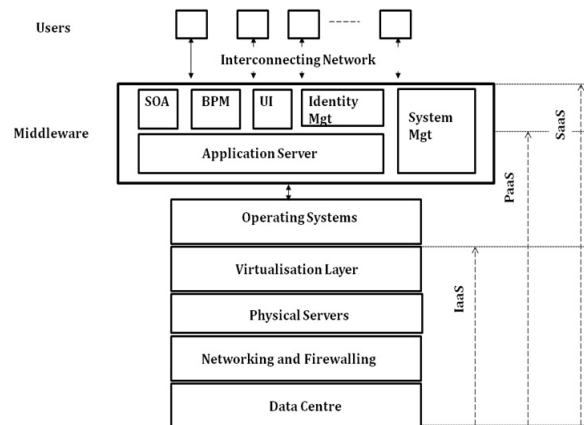 Users
Interconnecting Network
SOA
BPM
UI
Identity
Mgt
System
Mgt
Middleware
Application Server
SaaS
PaaS
Operating Systems
Virtualisation Layer
IaaS
Physical Servers
Networking and Firewalling
Data Centre